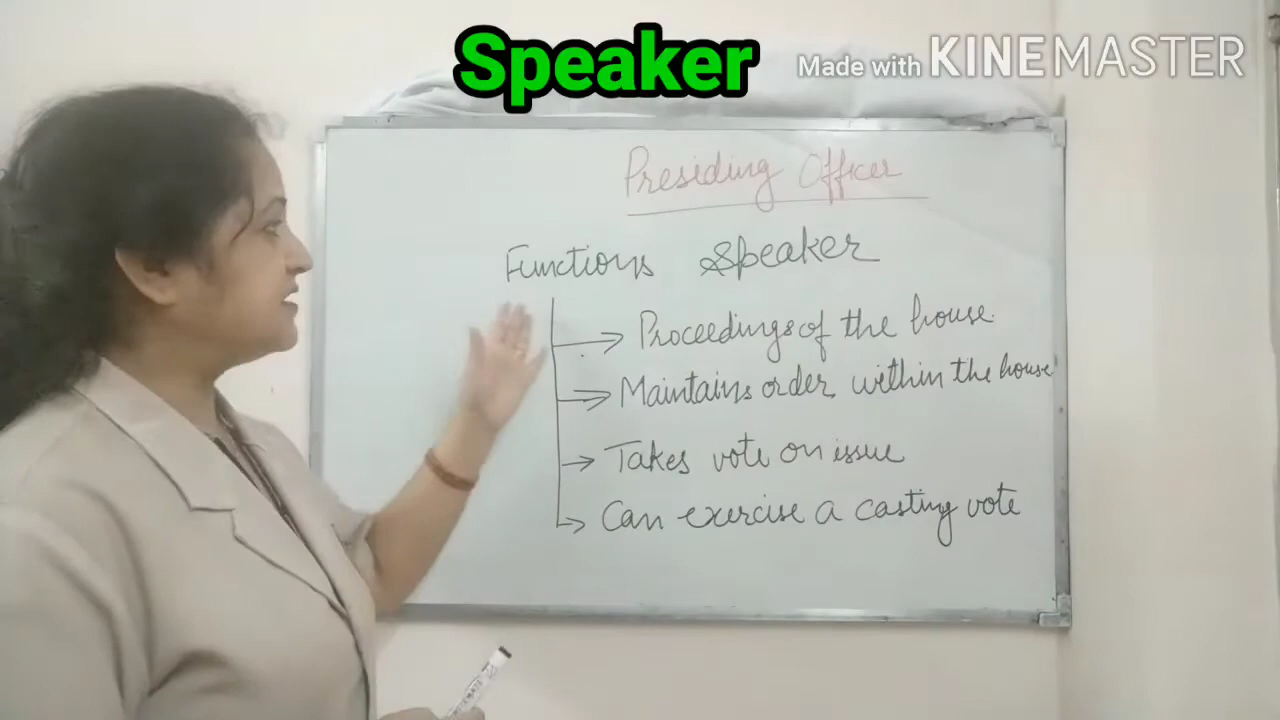 Speaker
Made with KINEMASTER
Presiding Officer
Functions Speaker
Proceedings of the house.
Maintains order within the house
Takes vote on issue
Can exercise a casting vote